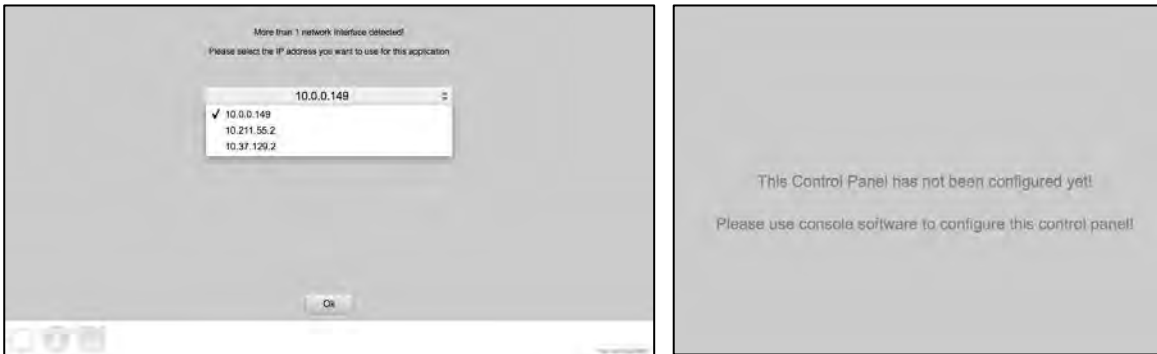 More than 1 network interface detected!
Please select the IP address you want to use for this application
10.0.0.149
✓ 10.0.0.149
10.211.55.2
10.37.129.2
Ok
This Control Panel has not been configured yet!
Please use console software to configure this control panel!